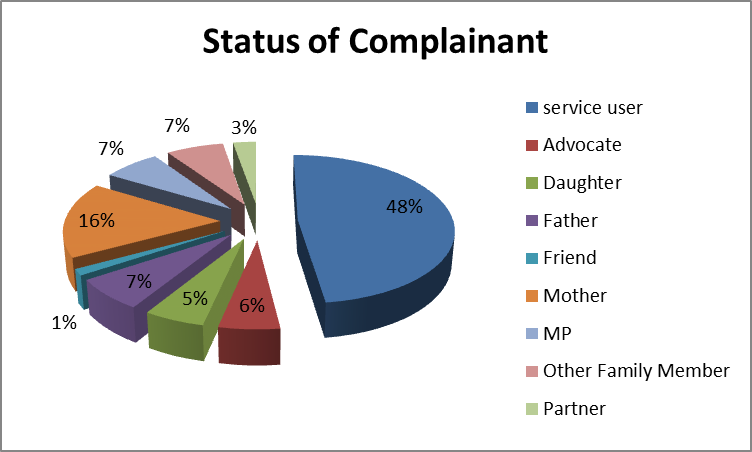 Status of Complainant
7%
3%
7%
48%
16%
7%
5%
6%
1%
service user
Advocate
Daughter
Father
Friend
Mother
MP
Other Family Member
Partner